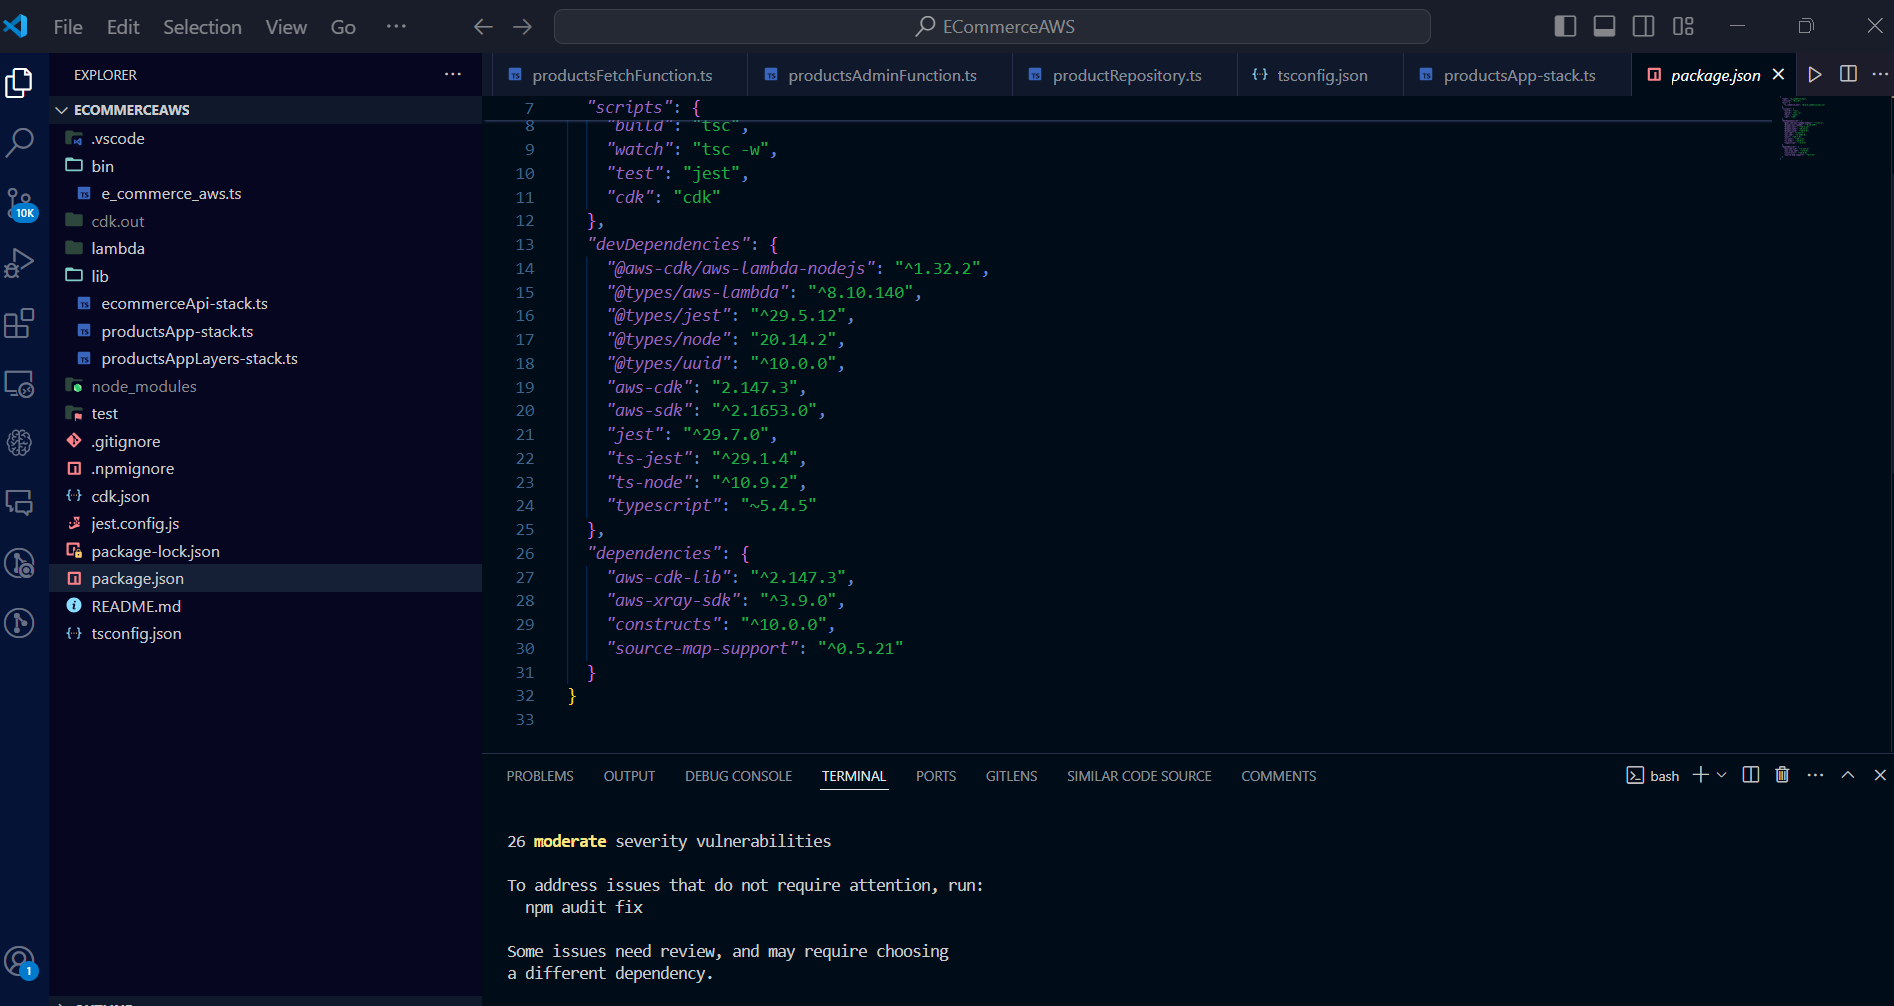 File Edit Selection View Go ···
ECommerceAWS
EXPLORER ···
ECOMMERCEAWS
.vscode
bin
TS e_commerce_aws.ts
cdk.out
lambda
lib
TS ecommerceApi-stack.ts
TS productsApp-stack.ts
TS productsAppLayers-stack.ts
node_modules
test
.gitignore
.npmignore
cdk.json
jest.config.js
package-lock.json
package.json
README.md
tsconfig.json
10K
1
TS productsFetchFunction.ts
TS productsAdminFunction.ts
TS productRepository.ts
tsconfig.json
TS productsApp-stack.ts
package.json
7 "scripts": {
8 "build": "tsc",
9 "watch": "tsc -w",
10 "test": "jest",
11 "cdk": "cdk"
12 },
13 "devDependencies": {
14 "@aws-cdk/aws-lambda-nodejs": "^1.32.2",
15 "@types/aws-lambda": "^8.10.140",
16 "@types/jest": "^29.5.12",
17 "@types/node": "20.14.2",
18 "@types/uuid": "^10.0.0",
19 "aws-cdk": "2.147.3",
20 "aws-sdk": "^2.1653.0",
21 "jest": "^29.7.0",
22 "ts-jest": "^29.1.4",
23 "ts-node": "^10.9.2",
24 "typescript": "~5.4.5"
25 },
26 "dependencies": {
27 "aws-cdk-lib": "^2.147.3",
28 "aws-xray-sdk": "^3.9.0",
29 "constructs": "^10.0.0",
30 "source-map-support": "^0.5.21"
31 }
32 }
33
PROBLEMS OUTPUT DEBUG CONSOLE TERMINAL PORTS GITLENS SIMILAR CODE SOURCE COMMENTS
bash
26 moderate severity vulnerabilities
To address issues that do not require attention, run:
npm audit fix
Some issues need review, and may require choosing
a different dependency.